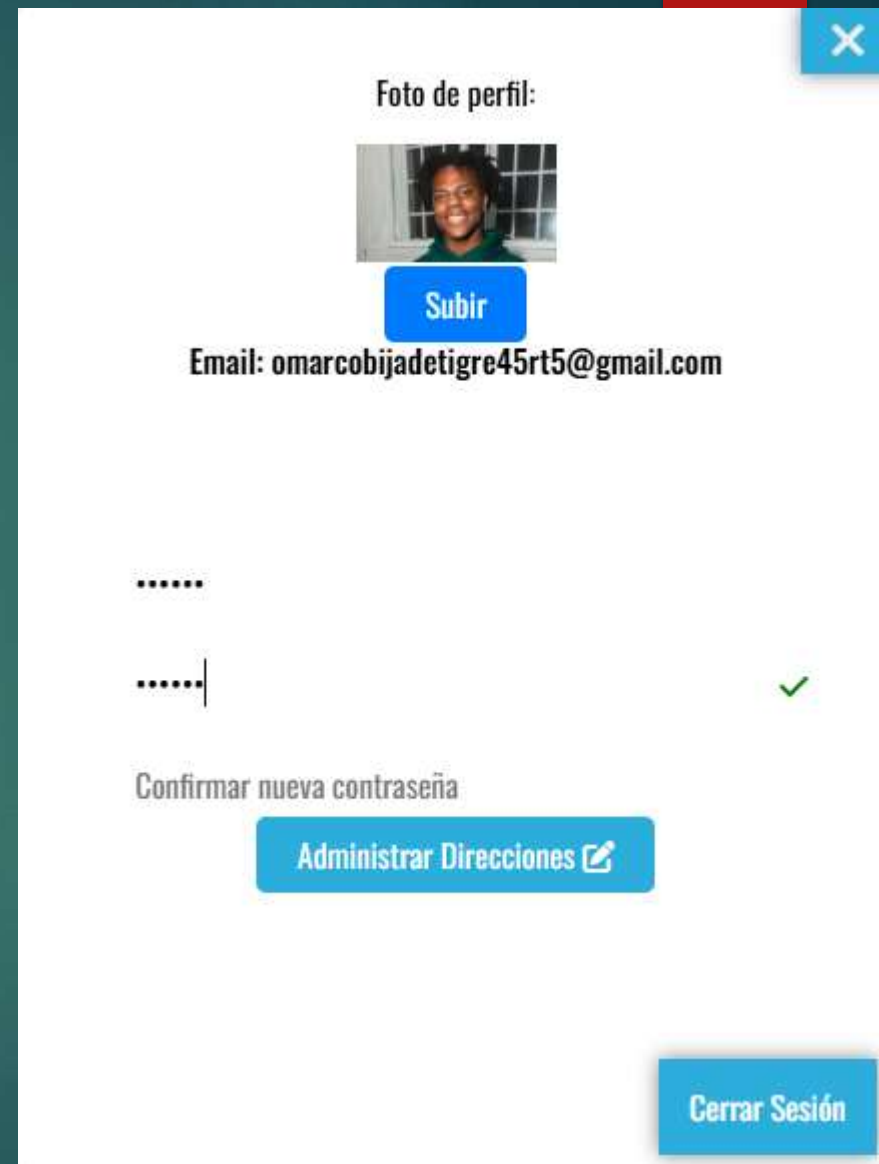 Foto de perfil:
Subir
Email: omarcobijadetigre45rt5@gmail.com
••••••
••••••
Confirmar nueva contraseña
Administrar Direcciones
Cerrar Sesión